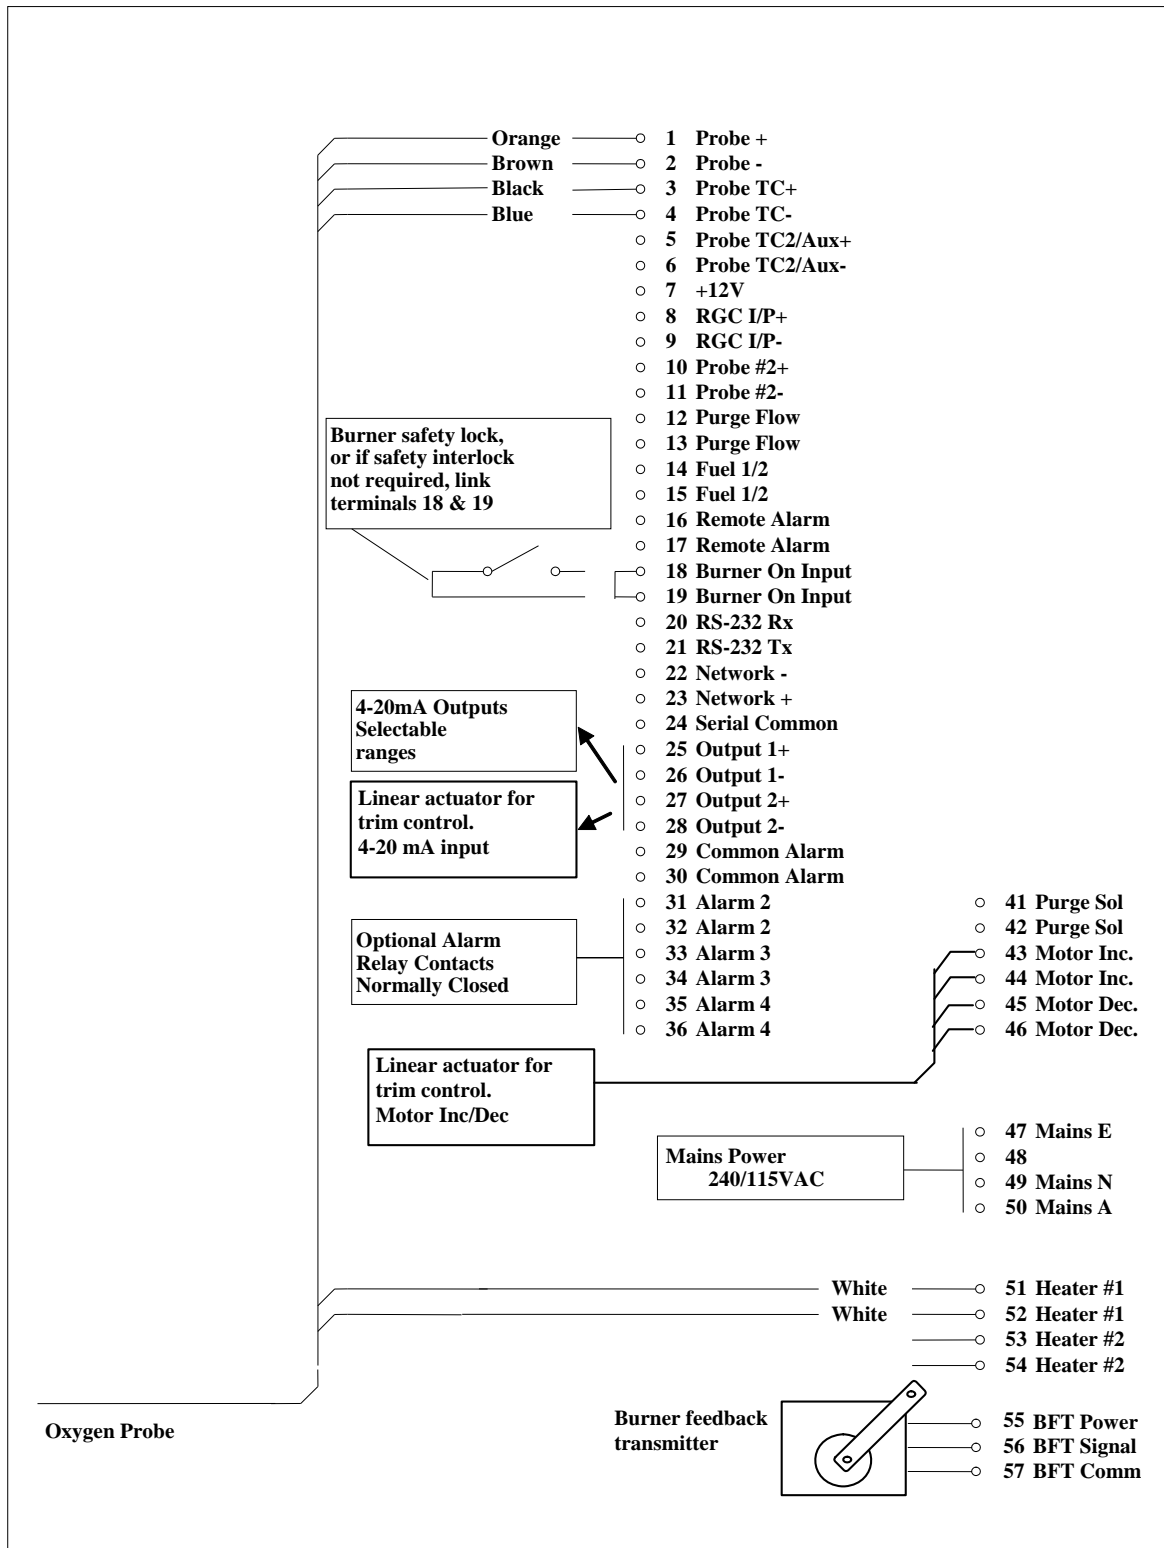 Orange 1 Probe +
Brown 2 Probe -
Black 3 Probe TC+
Blue 4 Probe TC-
5 Probe TC2/Aux+
6 Probe TC2/Aux-
7 +12V
8 RGC I/P+
9 RGC I/P-
10 Probe #2+
11 Probe #2-
12 Purge Flow
13 Purge Flow
14 Fuel 1/2
15 Fuel 1/2
16 Remote Alarm
17 Remote Alarm
18 Burner On Input
19 Burner On Input
20 RS-232 Rx
21 RS-232 Tx
22 Network -
23 Network +
24 Serial Common
25 Output 1+
26 Output 1-
27 Output 2+
28 Output 2-
29 Common Alarm
30 Common Alarm
31 Alarm 2
32 Alarm 2
33 Alarm 3
34 Alarm 3
35 Alarm 4
36 Alarm 4
Burner safety lock,
or if safety interlock
not required, link
terminals 18 & 19
4-20mA Outputs
Selectable
ranges
Linear actuator for
trim control.
4-20 mA input
Optional Alarm
Relay Contacts
Normally Closed
Linear actuator for
trim control.
Motor Inc/Dec
41 Purge Sol
42 Purge Sol
43 Motor Inc.
44 Motor Inc.
45 Motor Dec.
46 Motor Dec.
Mains Power
240/115VAC
47 Mains E
48
49 Mains N
50 Mains A
White 51 Heater #1
White 52 Heater #1
53 Heater #2
54 Heater #2
Oxygen Probe
Burner feedback
transmitter
55 BFT Power
56 BFT Signal
57 BFT Comm